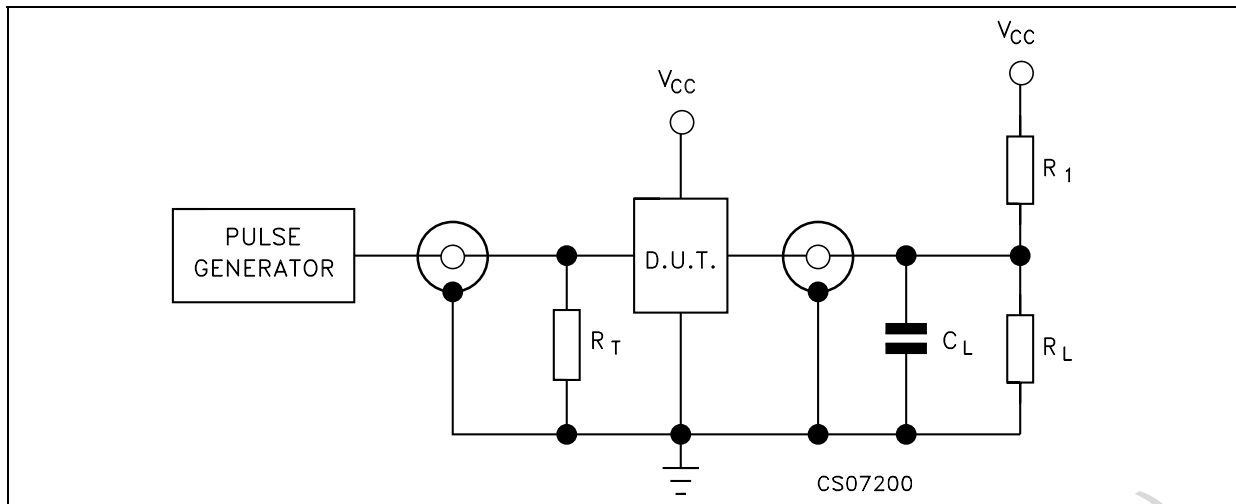 VCC
VCC
R1
PULSE
GENERATOR
D.U.T.
RT
CL
RL
CS07200